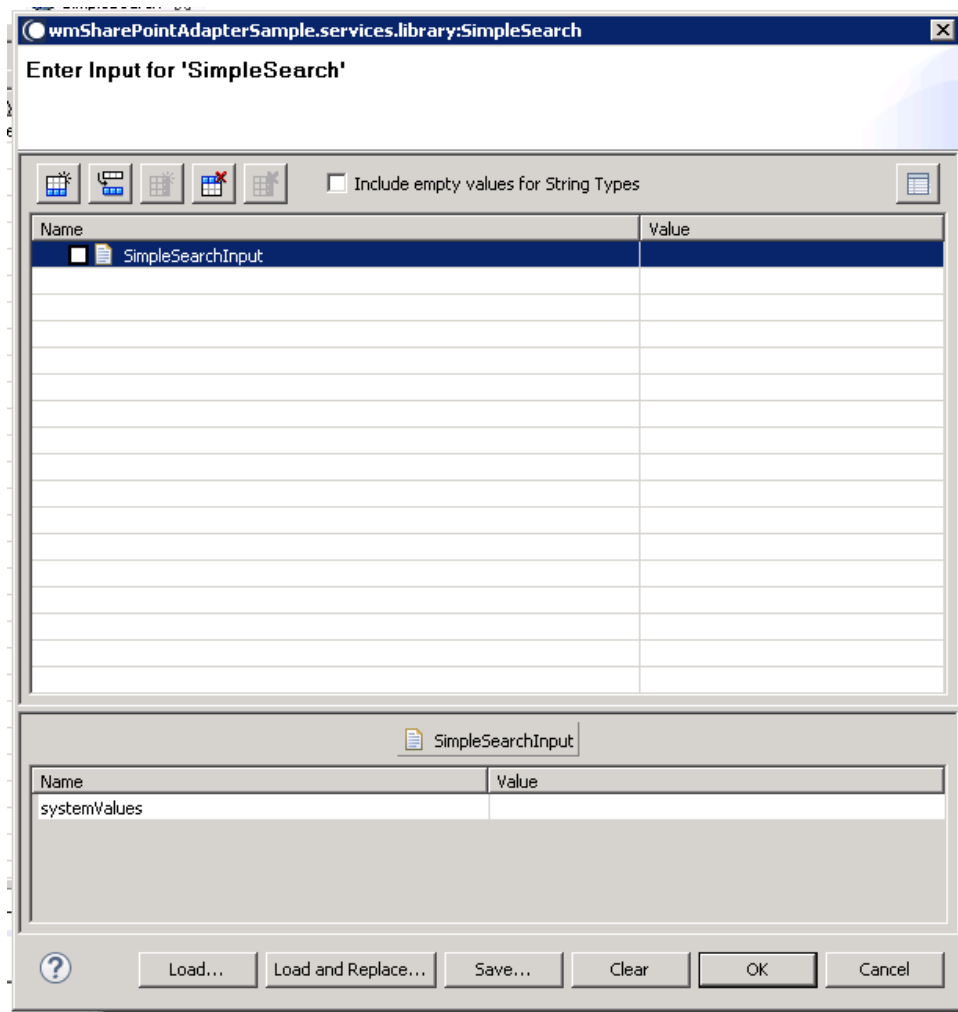 wmSharePointAdapterSample.services.library:SimpleSearch
Enter Input for 'SimpleSearch'
Include empty values for String Types
Name Value
SimpleSearchInput
SimpleSearchInput
Name Value
systemValues
? Load... Load and Replace... Save... Clear OK Cancel